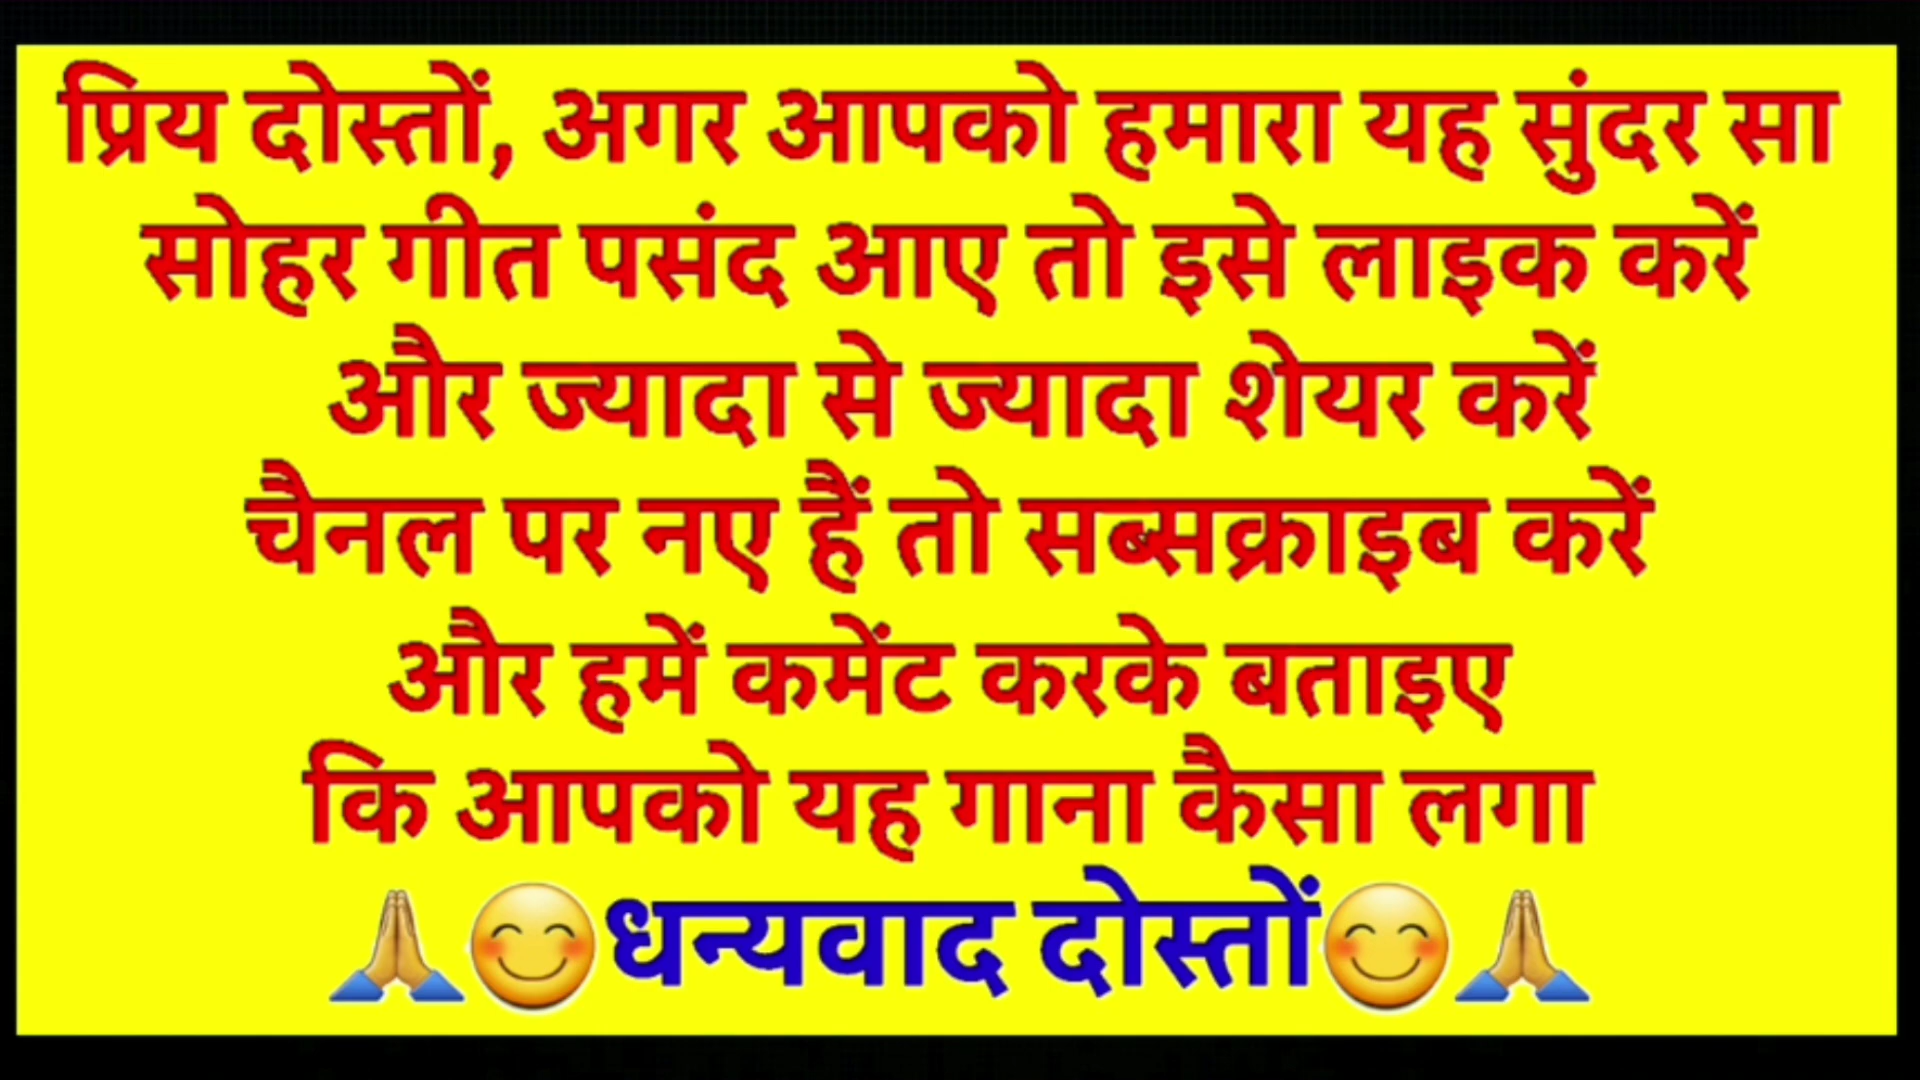 प्रिय दोस्तों, अगर आपको हमारा यह सुंदर सा
सोहर गीत पसंद आए तो इसे लाइक करें
और ज्यादा से ज्यादा शेयर करें
चैनल पर नए हैं तो सब्सक्राइब करें
और हमें कमेंट करके बताइए
कि आपको यह गाना कैसा लगा
🙏😊धन्यवाद दोस्तों😊🙏